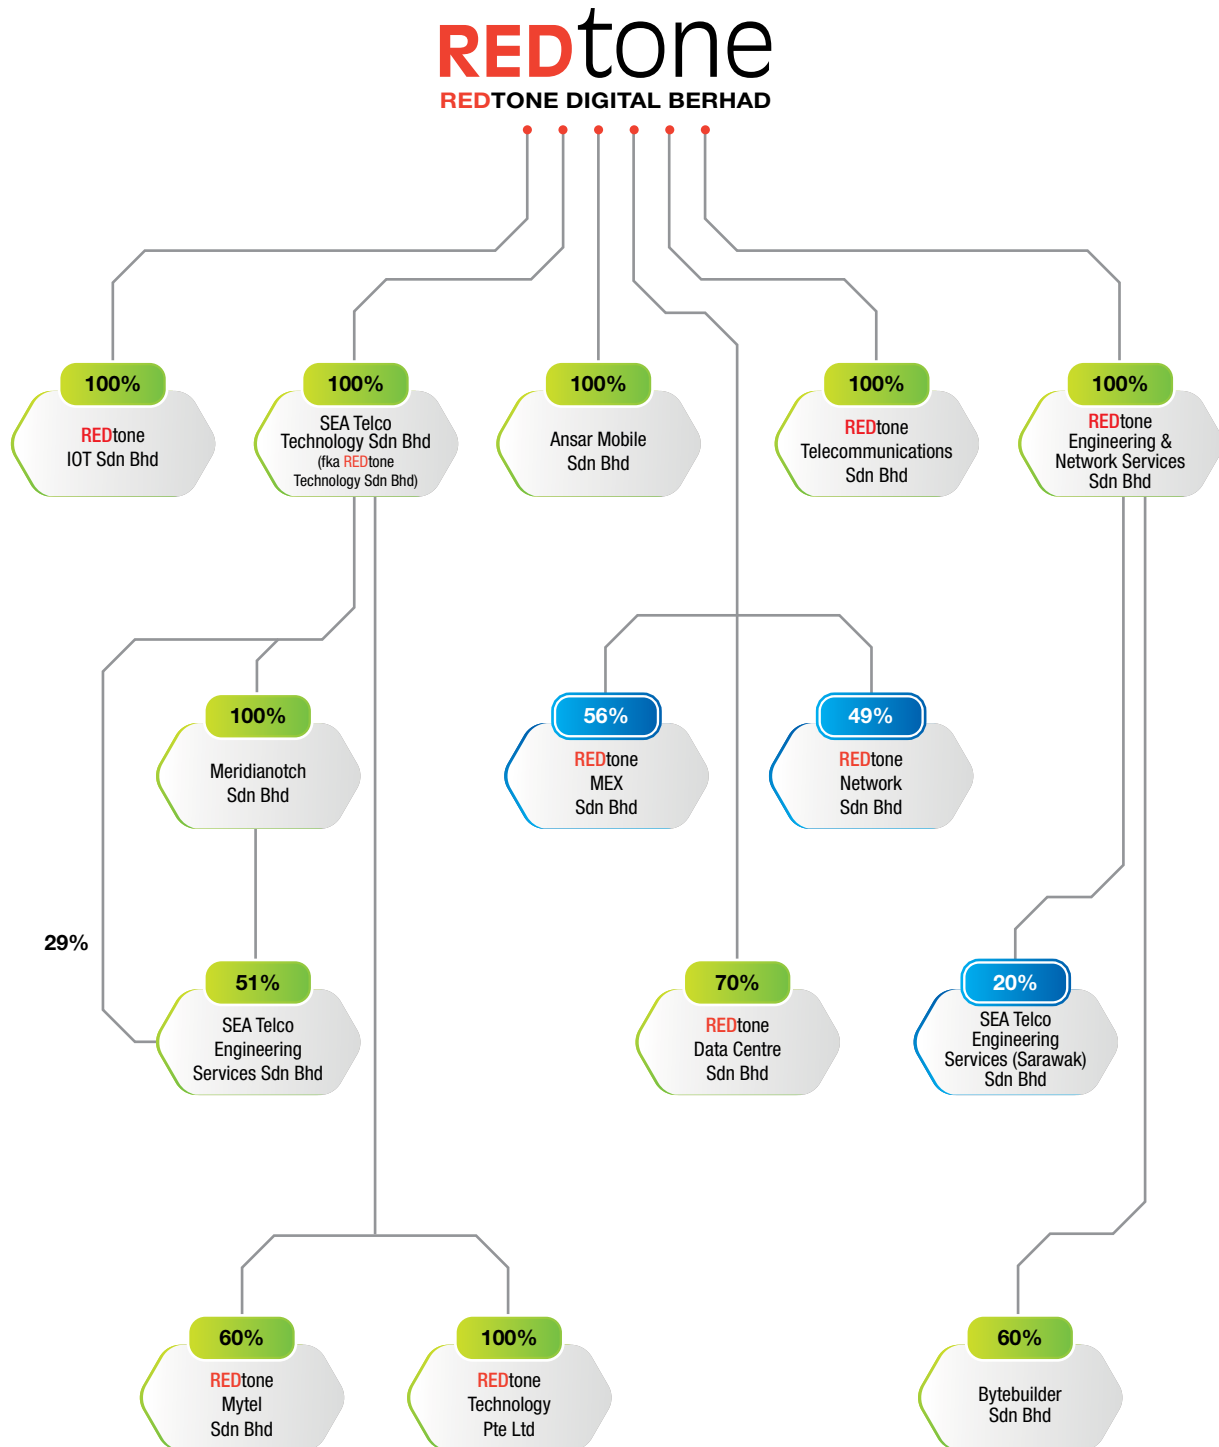 REDtone
REDTONE DIGITAL BERHAD
100%
REDtone
IOT Sdn Bhd
100%
SEA Telco
Technology Sdn Bhd
(fka REDtone
Technology Sdn Bhd)
100%
Ansar Mobile
Sdn Bhd
100%
REDtone
Telecommunications
Sdn Bhd
100%
REDtone
Engineering &
Network Services
Sdn Bhd
100%
Meridianotch
Sdn Bhd
56%
REDtone
MEX
Sdn Bhd
49%
REDtone
Network
Sdn Bhd
29%
51%
SEA Telco
Engineering
Services Sdn Bhd
70%
REDtone
Data Centre
Sdn Bhd
20%
SEA Telco
Engineering
Services (Sarawak)
Sdn Bhd
60%
REDtone
Mytel
Sdn Bhd
100%
REDtone
Technology
Pte Ltd
60%
Bytebuilder
Sdn Bhd